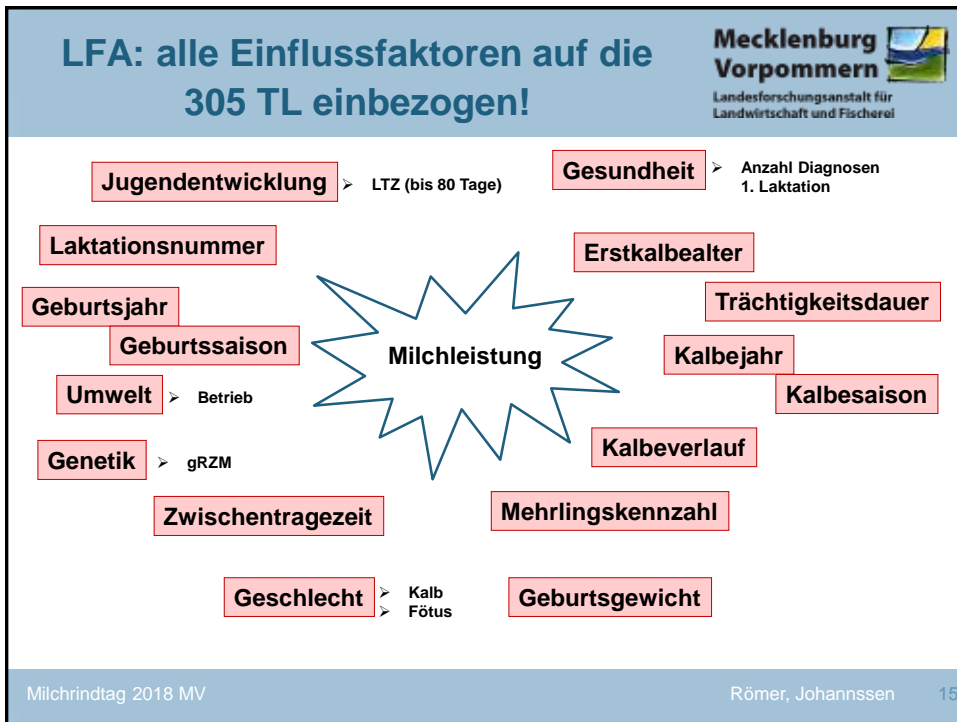 LFA: alle Einflussfaktoren auf die
305 TL einbezogen!
Mecklenburg
Vorpommern
Landesforschungsanstalt für
Landwirtschaft und Fischerei
Jugendentwicklung
➢ LTZ (bis 80 Tage)
Gesundheit
➢ Anzahl Diagnosen
1. Laktation
Laktationsnummer
Erstkalbealter
Geburtsjahr
Trächtigkeitsdauer
Geburtssaison
Milchleistung
Kalbejahr
Umwelt
➢ Betrieb
Kalbesaison
Genetik
➢ gRZM
Kalbeverlauf
Zwischentragezeit
Mehrlingskennzahl
Geschlecht
➢ Kalb
➢ Fötus
Geburtsgewicht
Milchrindtag 2018 MV
Römer, Johannssen
15